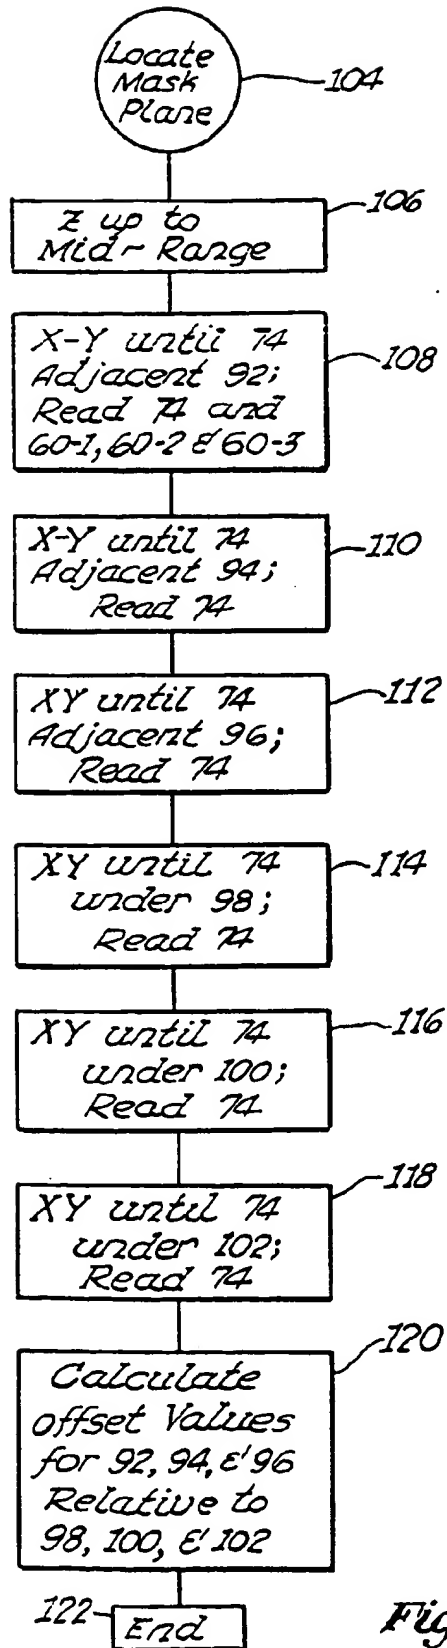 Locate
Mask
Plane
104
Z up to
Mid-Range
106
X-Y until 74
Adjacent 92;
Read 74 and
60-1, 60-2 & 60-3
108
X-Y until 74
Adjacent 94;
Read 74
110
XY until 74
Adjacent 96;
Read 74
112
XY until 74
under 98;
Read 74
114
XY until 74
under 100;
Read 74
116
XY until 74
under 102;
Read 74
118
Calculate
offset Values
for 92, 94, & 96
Relative to
98, 100, & 102
120
122
End
Fig